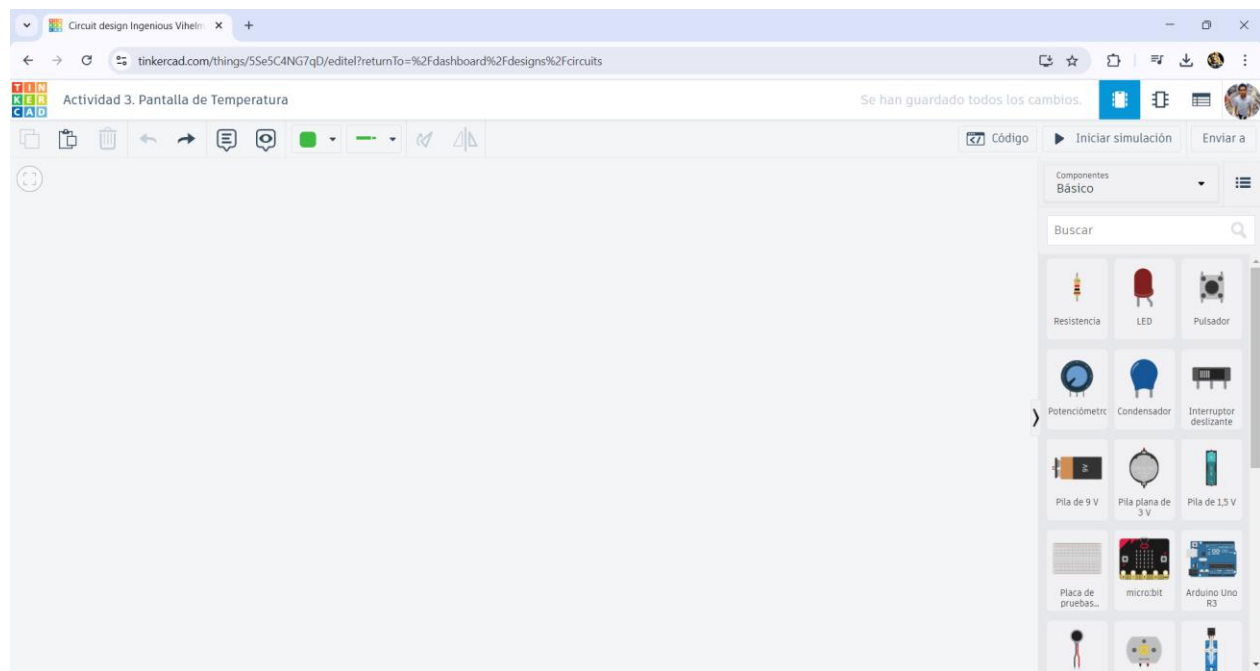 Circuit design Ingenious Vihelm
tinkercad.com/things/5Se5C4NG7qD/editel?returnTo=%2Fdashboard%2Fdesigns%2Fcircuits
TIN
KER
CAD
Actividad 3. Pantalla de Temperatura
Se han guardado todos los cambios.
Código
Iniciar simulación
Enviar a
Componentes
Básico
Buscar
Resistencia
LED
Pulsador
Potenciómetro
Condensador
Interruptor
deslizante
9V
Pila de 9 V
Pila plana de
3 V
Pila de 1,5 V
Placa de
pruebas...
micro:bit
Arduino Uno
R3